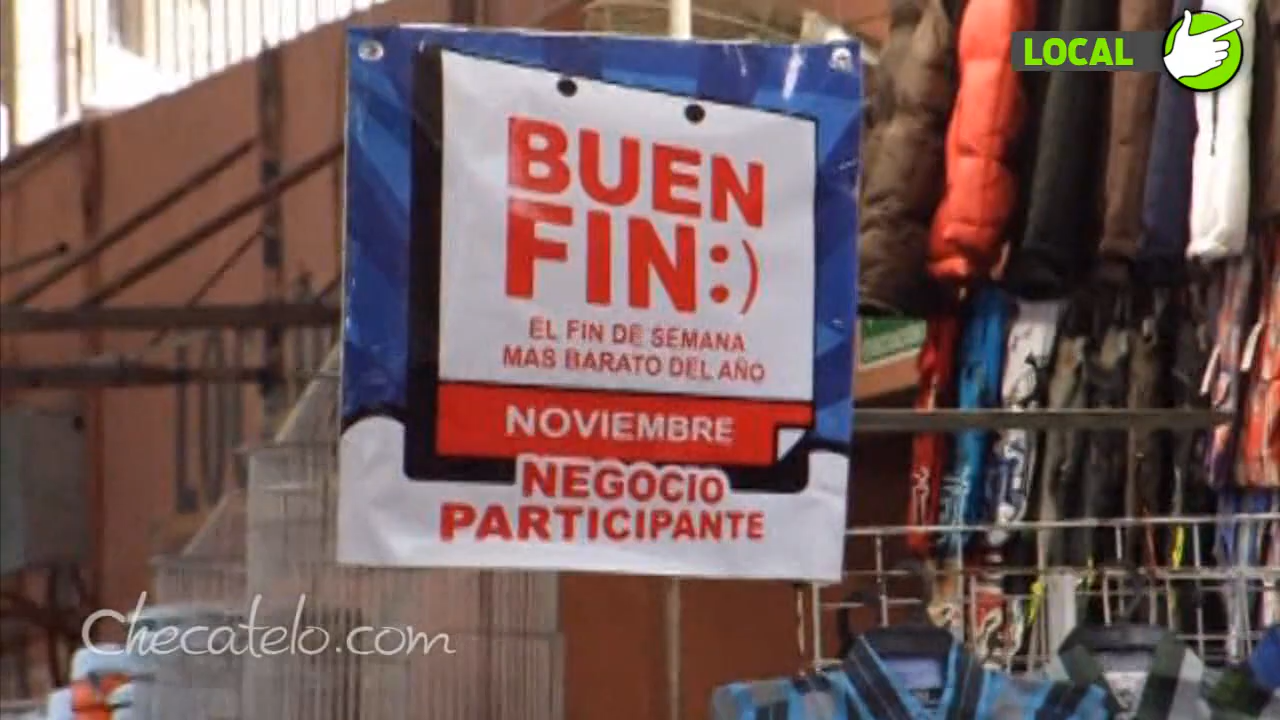 LOCAL
BUEN
FIN:)
EL FIN DE SEMANA
MAS BARATO DEL AÑO
NOVIEMBRE
NEGOCIO
PARTICIPANTE
Checatelo.com